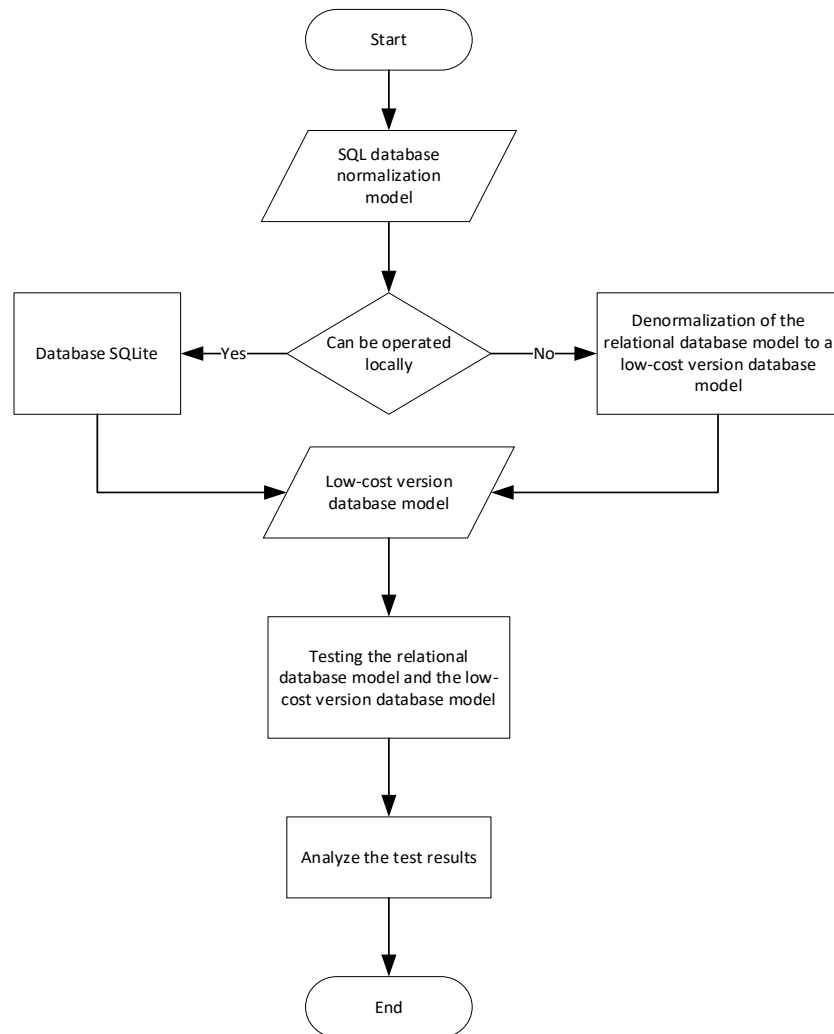 Start
SQL database
normalization
model
Database SQLite
Yes
Can be operated
locally
No
Denormalization of the
relational database model to a
low-cost version database
model
Low-cost version
database model
Testing the relational
database model and the low-
cost version database model
Analyze the test results
End